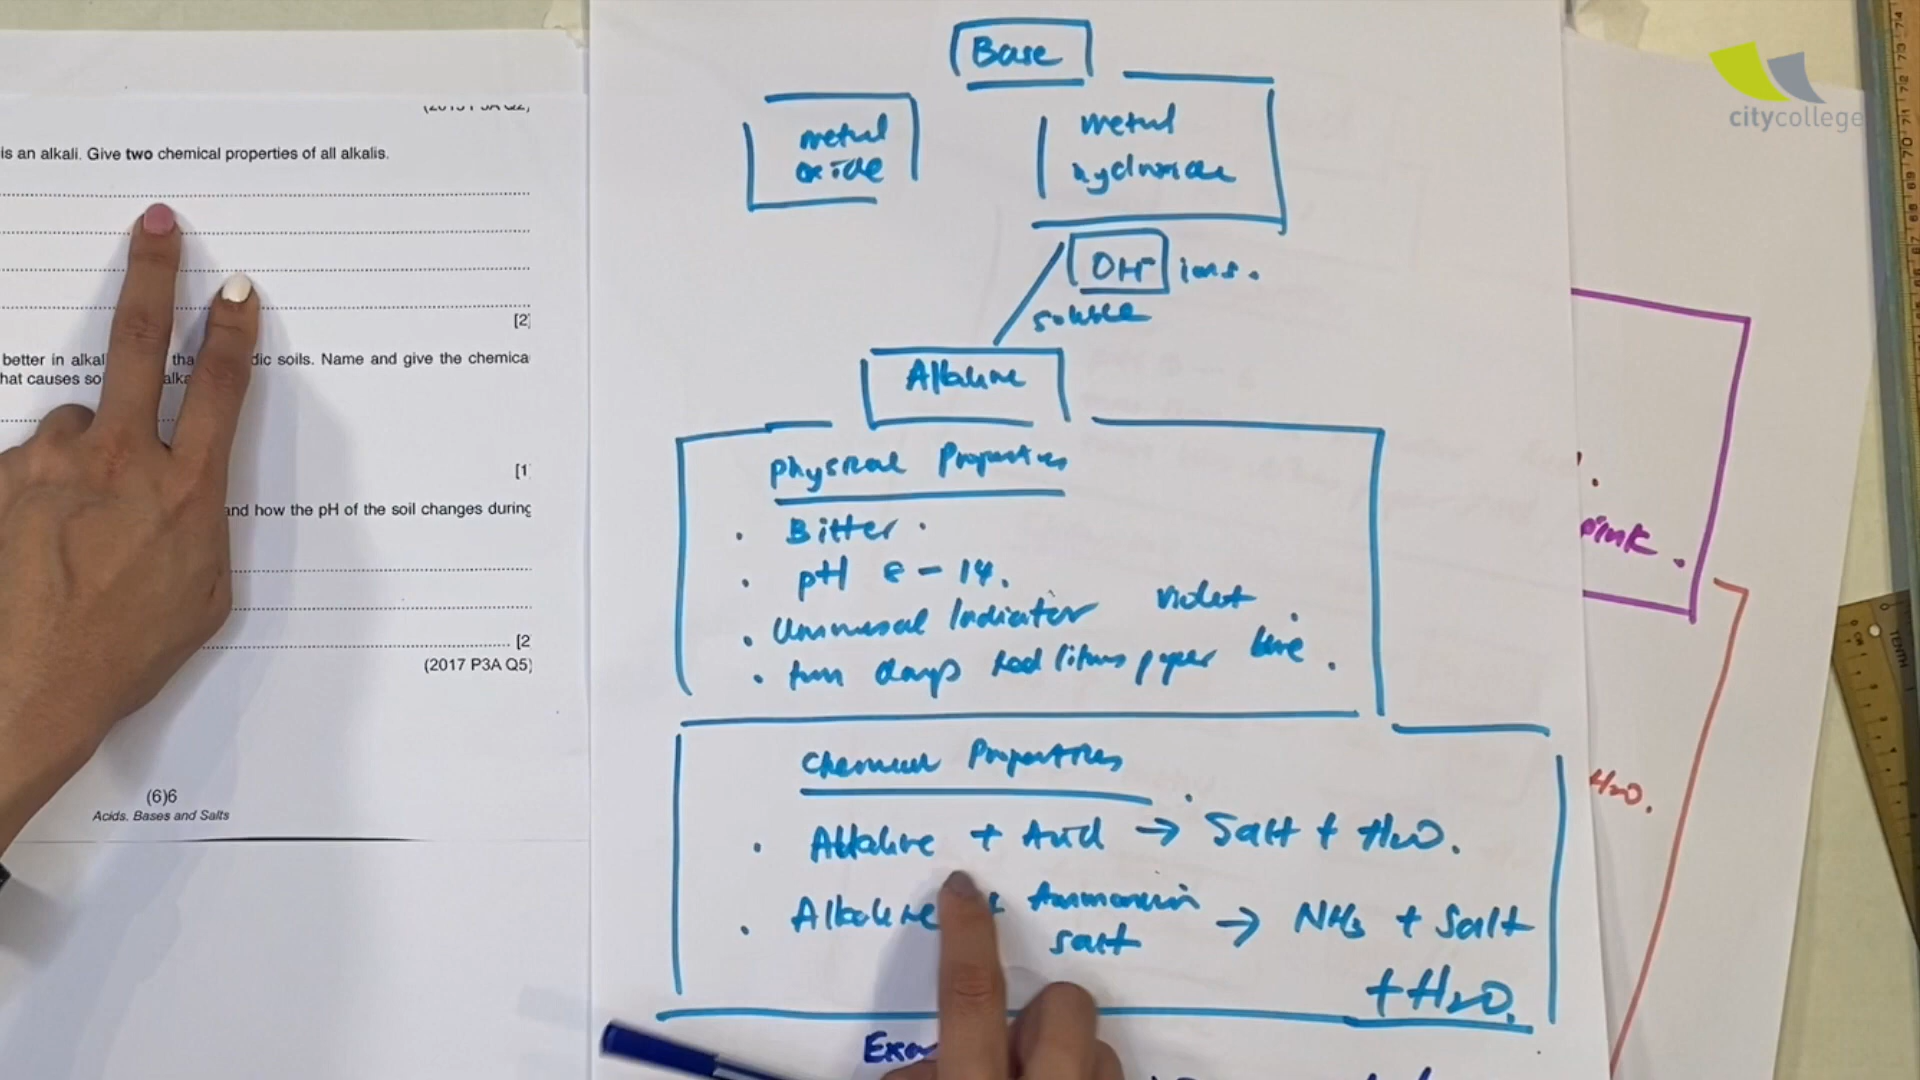 is an alkali. Give two chemical properties of all alkalis.
[2]
better in alkal tha dic soils. Name and give the chemica
hat causes so alka
[1
and how the pH of the soil changes during
[2
(2017 P3A Q5)
(6)6
Acids, Bases and Salts
Base
metal
oxide
metal
hydroxide
OH- ions.
soluble
Alkaline
Physical Properties
· Bitter.
· pH 8 - 14.
· Universal Indicator violet
· turn damp red litmus paper blue.
Chemical Properties
· Alkaline + Acid → Salt + H2O.
· Alkaline + Ammonium
salt → NH3 + Salt
+ H2O.
Exam
pink.
H2O.
citycollege